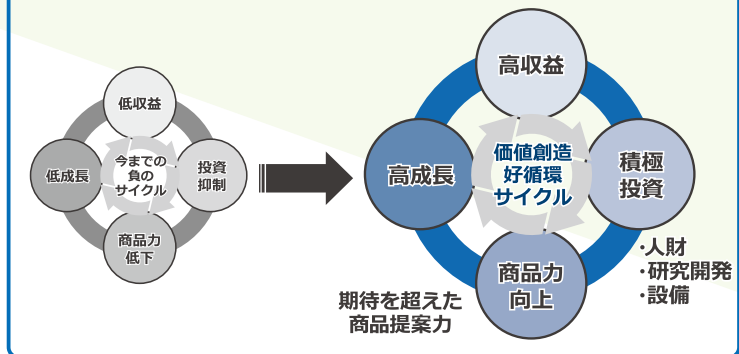 低収益
投資
抑制
商品力
低下
低成長
今までの
負の
サイクル
高収益
積極
投資
・人財
・研究開発
・設備
商品力
向上
期待を超えた
商品提案力
高成長
価値創造
好循環
サイクル